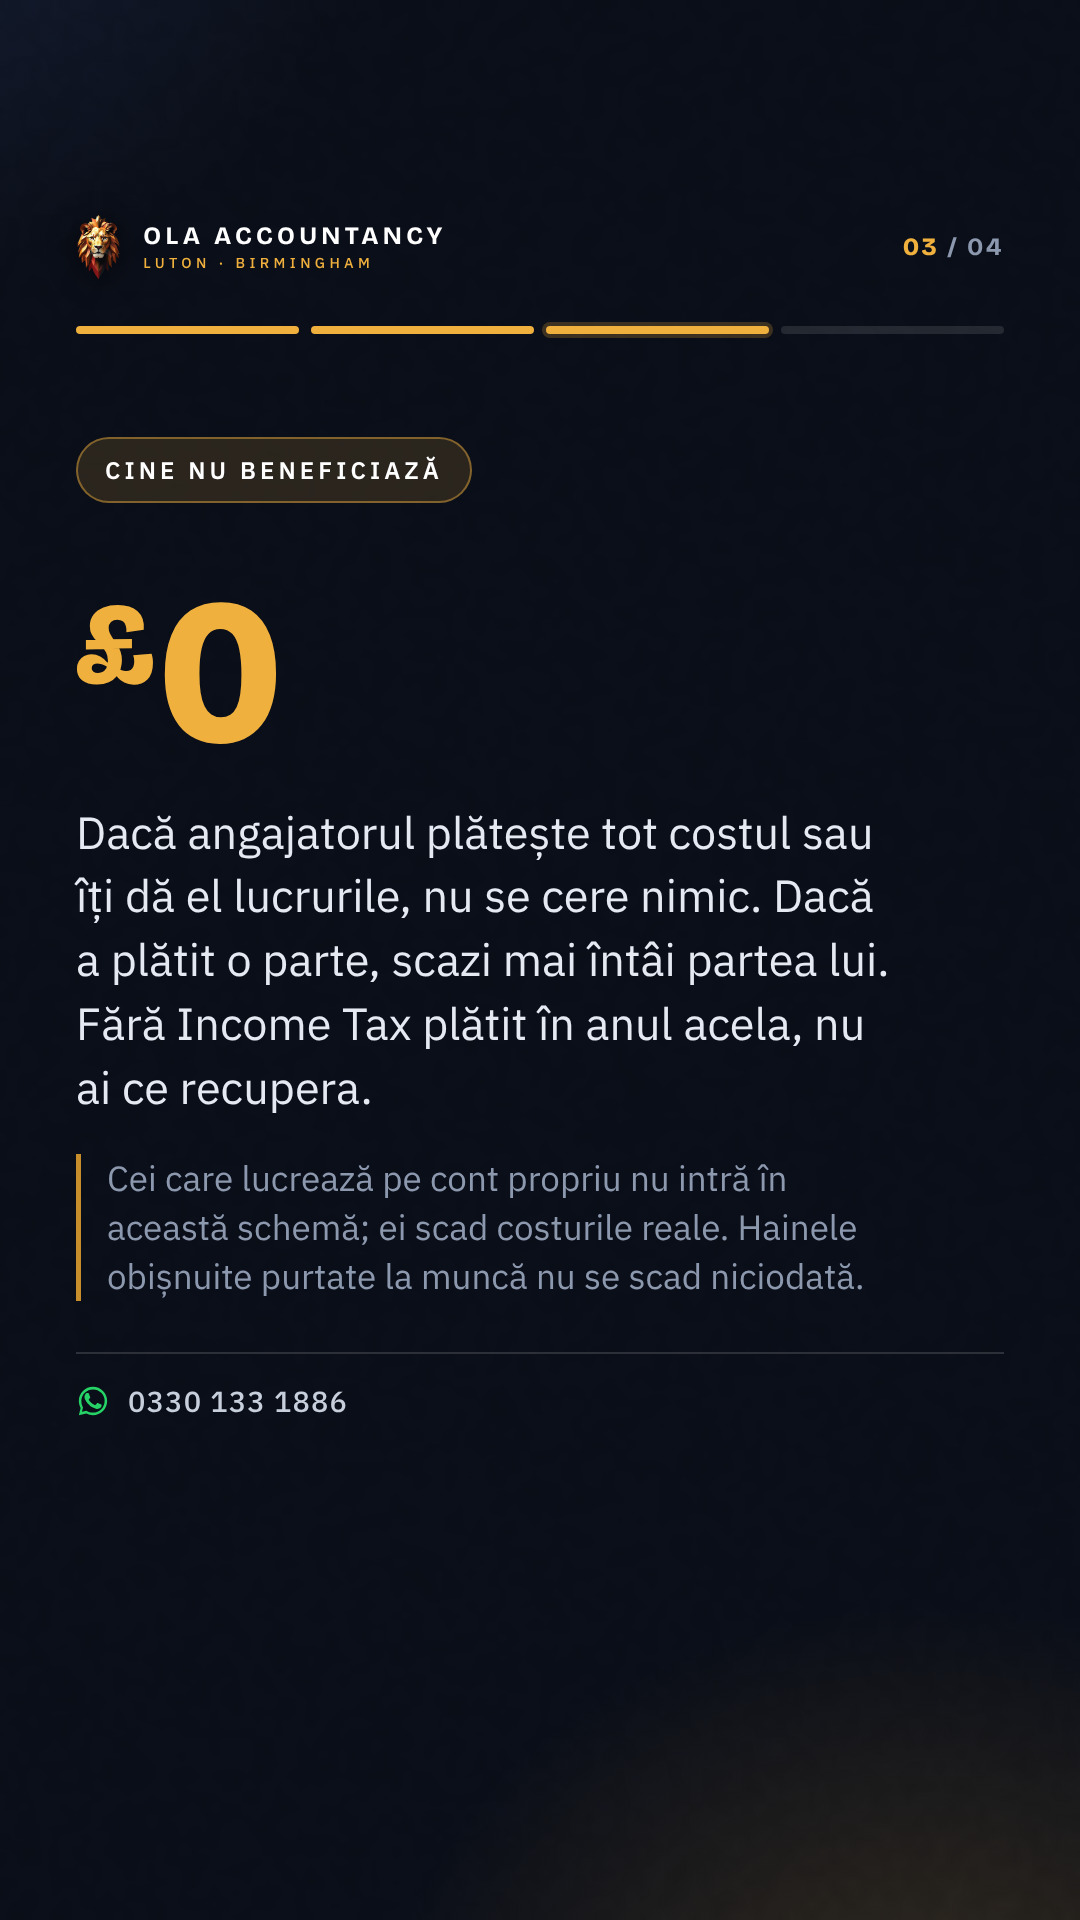 OLA ACCOUNTANCY
LUTON · BIRMINGHAM
03 / 04
CINE NU BENEFICIAZĂ
£0
Dacă angajatorul plătește tot costul sau
îți dă el lucrurile, nu se cere nimic. Dacă
a plătit o parte, scazi mai întâi partea lui.
Fără Income Tax plătit în anul acela, nu
ai ce recupera.
Cei care lucrează pe cont propriu nu intră în
această schemă; ei scad costurile reale. Hainele
obișnuite purtate la muncă nu se scad niciodată.
0330 133 1886